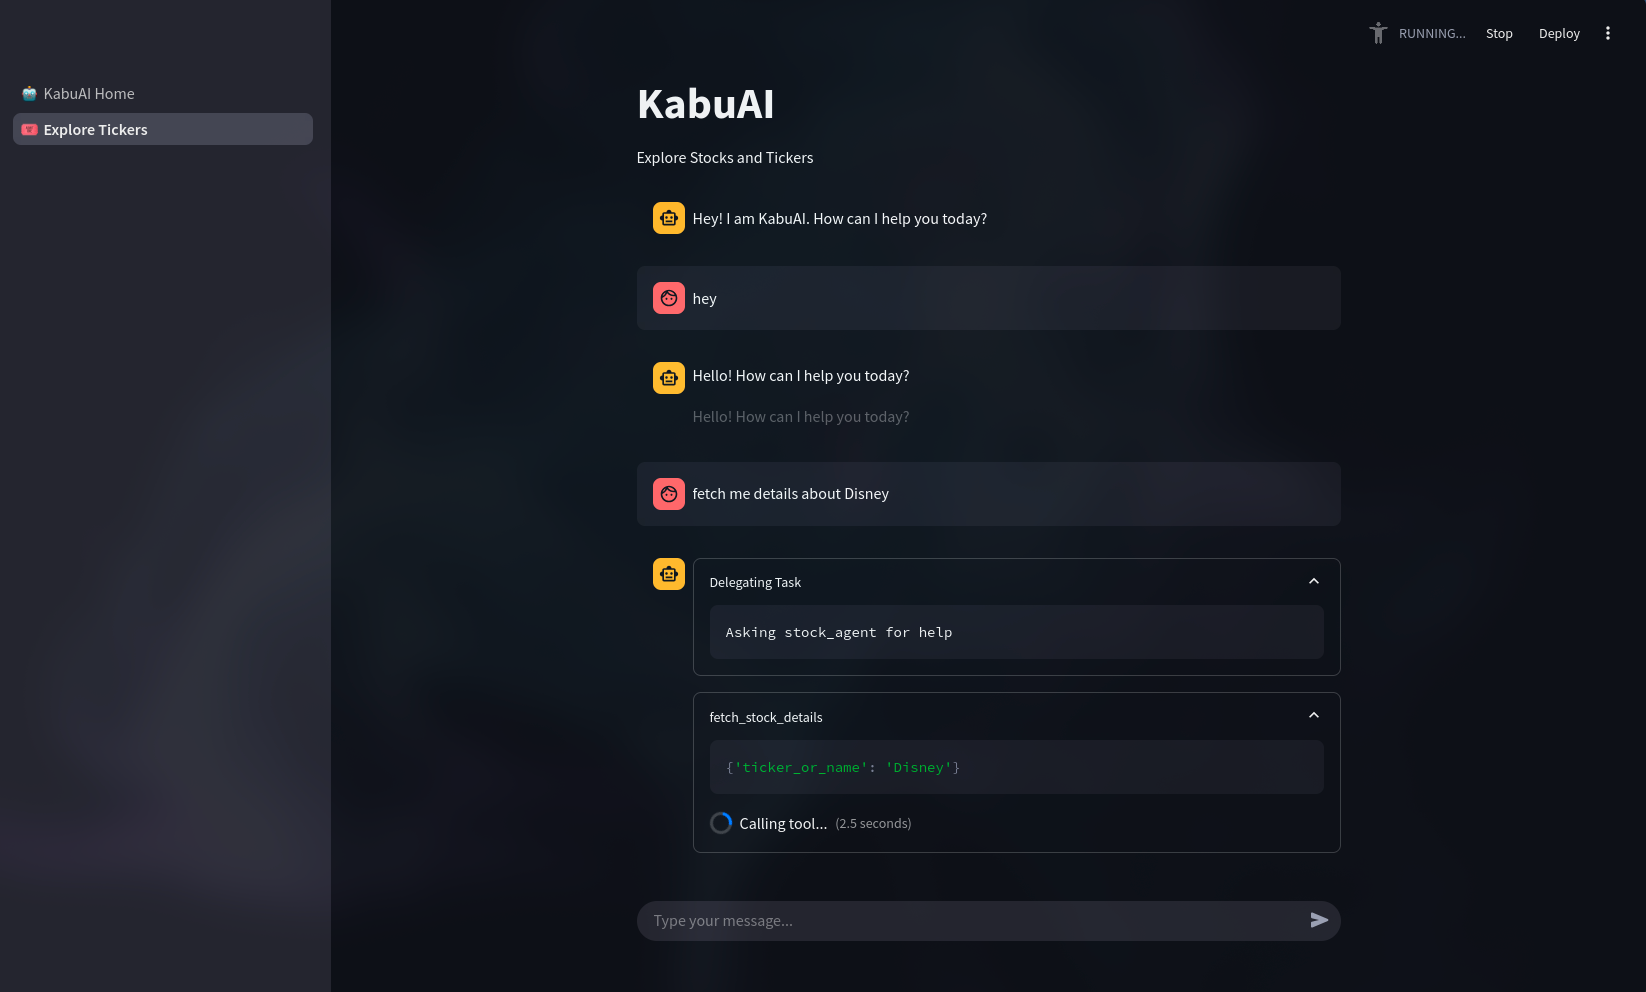 RUNNING...
Stop
Deploy
KabuAI Home
Explore Tickers
KabuAI
Explore Stocks and Tickers
Hey! I am KabuAI. How can I help you today?
hey
Hello! How can I help you today?
Hello! How can I help you today?
fetch me details about Disney
Delegating Task
Asking stock_agent for help
fetch_stock_details
{'ticker_or_name': 'Disney'}
Calling tool... (2.5 seconds)
Type your message...